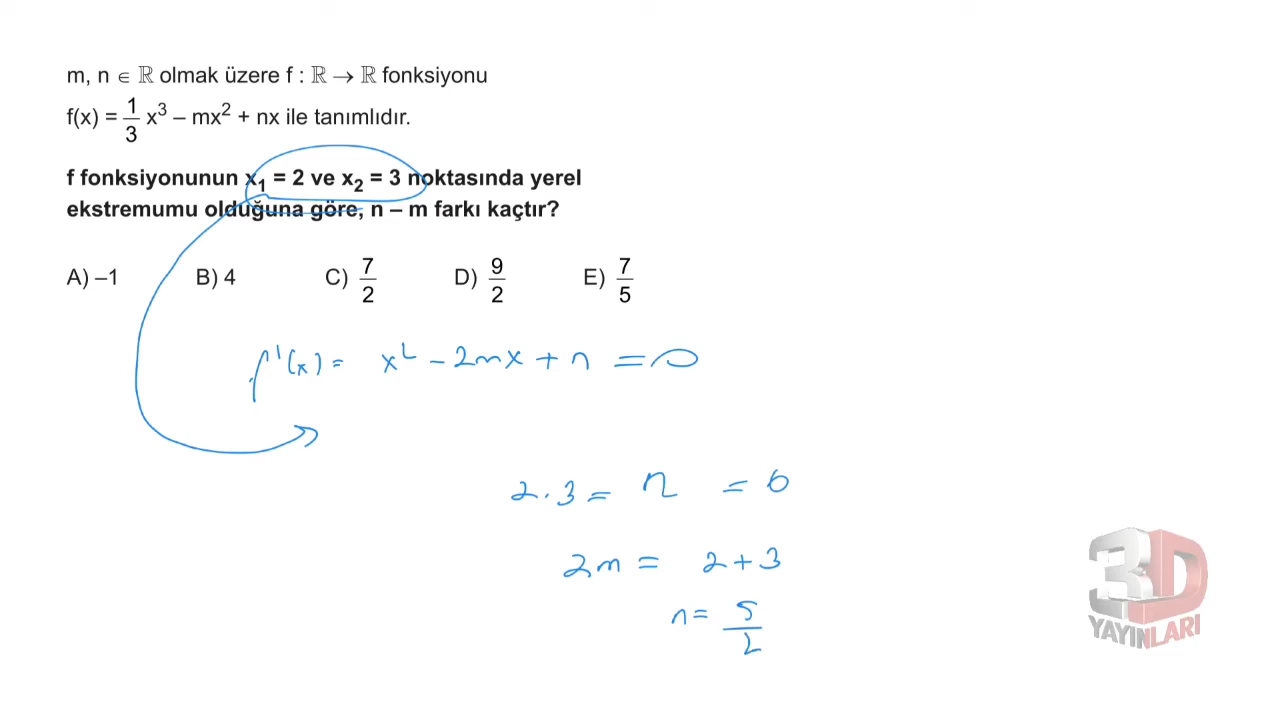 m, n ∈ ℝ olmak üzere f : ℝ → ℝ fonksiyonu
f(x) = 1/3 x³ – mx² + nx ile tanımlıdır.
f fonksiyonunun x₁ = 2 ve x₂ = 3 noktasında yerel
ekstremumu olduğuna göre, n – m farkı kaçtır?
A) –1 B) 4 C) 7/2 D) 9/2 E) 7/5
f'(x) = x² - 2mx + n = 0
2.3 = n = 6
2m = 2+3
n = 5/2
3D
YAYINLARI